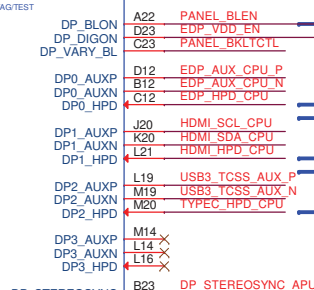 AG/TEST
DP_BLON A22 PANEL_BLEN
DP_DIGON D23 EDP_VDD_EN
DP_VARY_BL C23 PANEL_BKLTCTL
DP0_AUXP D12 EDP_AUX_CPU_P
DP0_AUXN B12 EDP_AUX_CPU_N
DP0_HPD C12 EDP_HPD_CPU
DP1_AUXP J20 HDMI_SCL_CPU
DP1_AUXN K20 HDMI_SDA_CPU
DP1_HPD L21 HDMI_HPD_CPU
DP2_AUXP L19 USB3_TCSS_AUX_P
DP2_AUXN M19 USB3_TCSS_AUX_N
DP2_HPD M20 TYPEC_HPD_CPU
DP3_AUXP M14
DP3_AUXN L14
DP3_HPD L16
DP_STEREOSYNC B23 DP_STEREOSYNC_APU